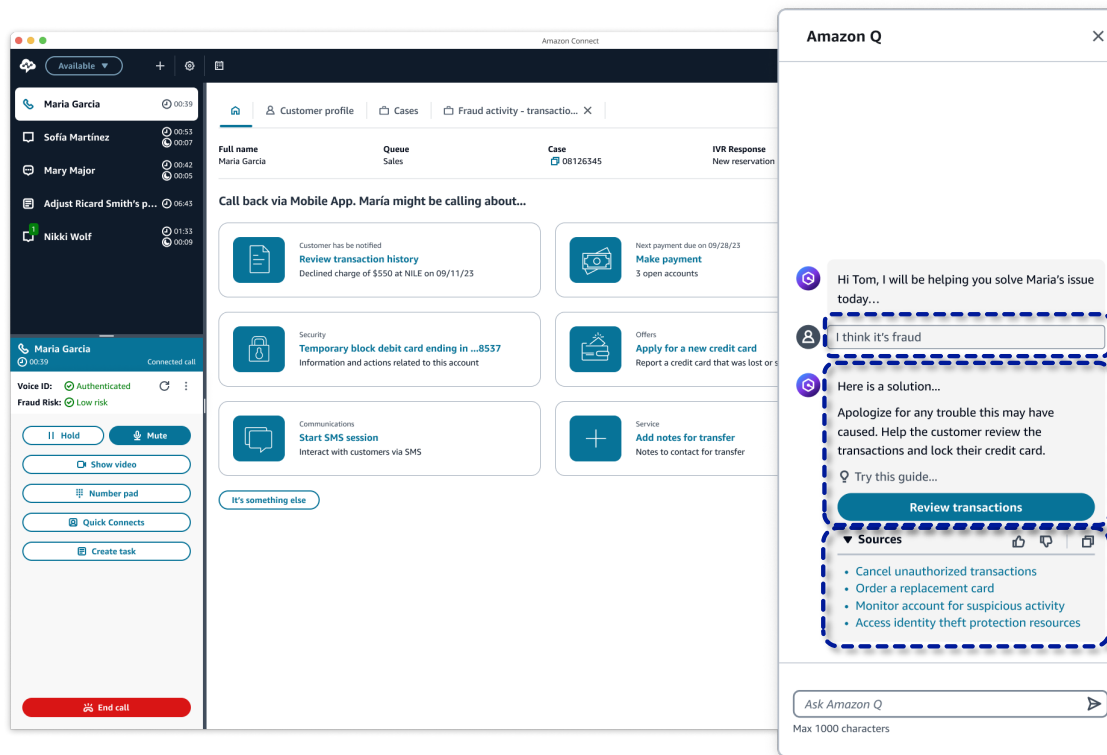 Amazon Connect
Available ▼
Maria Garcia 00:39
Sofía Martínez 00:53
00:07
Mary Major 00:42
00:05
Adjust Ricard Smith's p... 06:43
1
Nikki Wolf 01:33
00:09
Maria Garcia
00:39 Connected call
Voice ID: Authenticated
Fraud Risk: Low risk
Hold
Mute
Show video
Number pad
Quick Connects
Create task
End call
Customer profile
Cases
Fraud activity - transactio...
Full name Queue Case IVR Response
Maria Garcia Sales 08126345 New reservation
Call back via Mobile App. María might be calling about...
Customer has be notified
Review transaction history
Declined charge of $550 at NILE on 09/11/23
Next payment due on 09/28/23
Make payment
3 open accounts
Security
Temporary block debit card ending in ...8537
Information and actions related to this account
Offers
Apply for a new credit card
Report a credit card that was lost or s
Communications
Start SMS session
Interact with customers via SMS
Service
Add notes for transfer
Notes to contact for transfer
It's something else
Amazon Q
Hi Tom, I will be helping you solve Maria's issue
today...
I think it's fraud
Here is a solution...
Apologize for any trouble this may have
caused. Help the customer review the
transactions and lock their credit card.
Try this guide...
Review transactions
▼ Sources
• Cancel unauthorized transactions
• Order a replacement card
• Monitor account for suspicious activity
• Access identity theft protection resources
Ask Amazon Q
Max 1000 characters